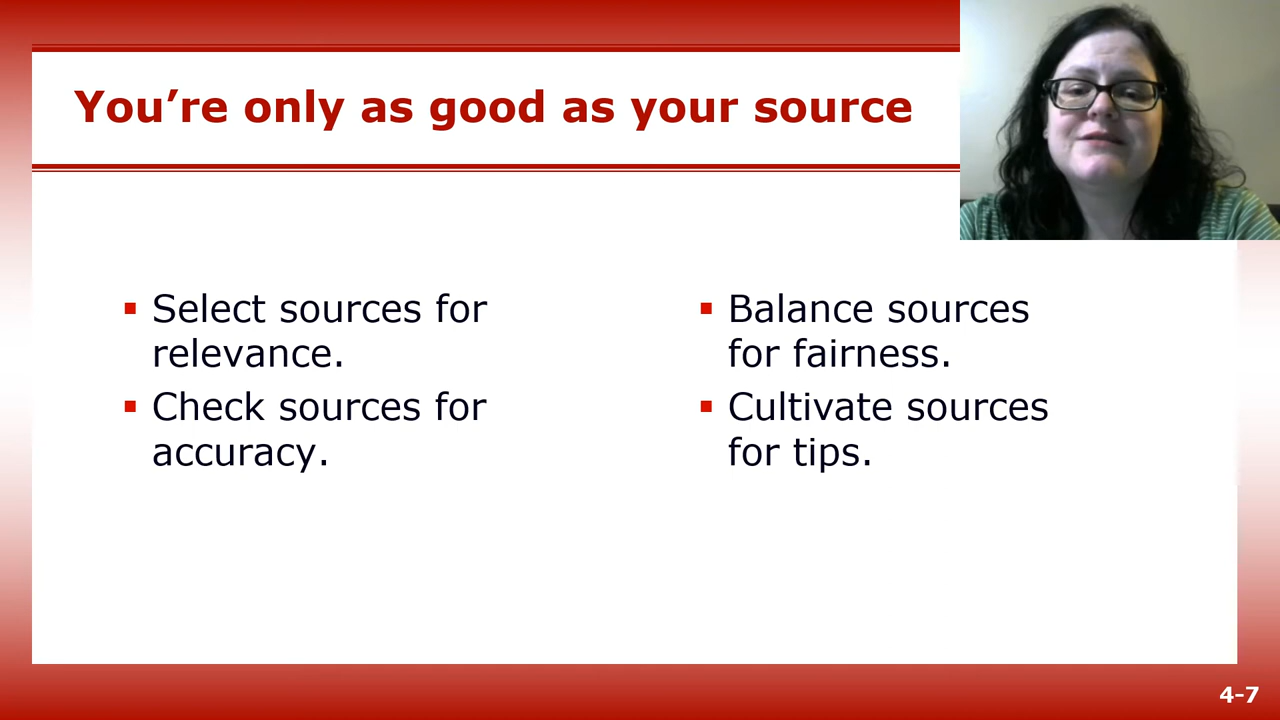 You’re only as good as your source
Select sources for
relevance.
Check sources for
accuracy.
Balance sources
for fairness.
Cultivate sources
for tips.
4-7